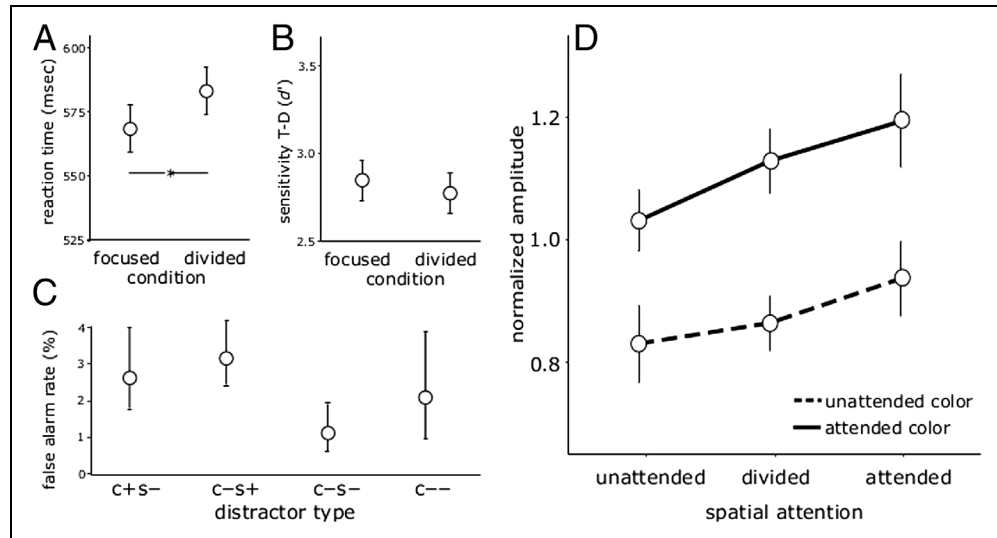 A
reaction time (msec)
600
575
550
525
*
focused divided
condition
B
sensitivity T-D (d')
3.5
3.0
2.5
focused divided
condition
C
false alarm rate (%)
4
3
2
1
0
c+s− c−s+ c−s− c−−
distractor type
D
normalized amplitude
1.2
1.0
0.8
unattended color
attended color
unattended divided attended
spatial attention